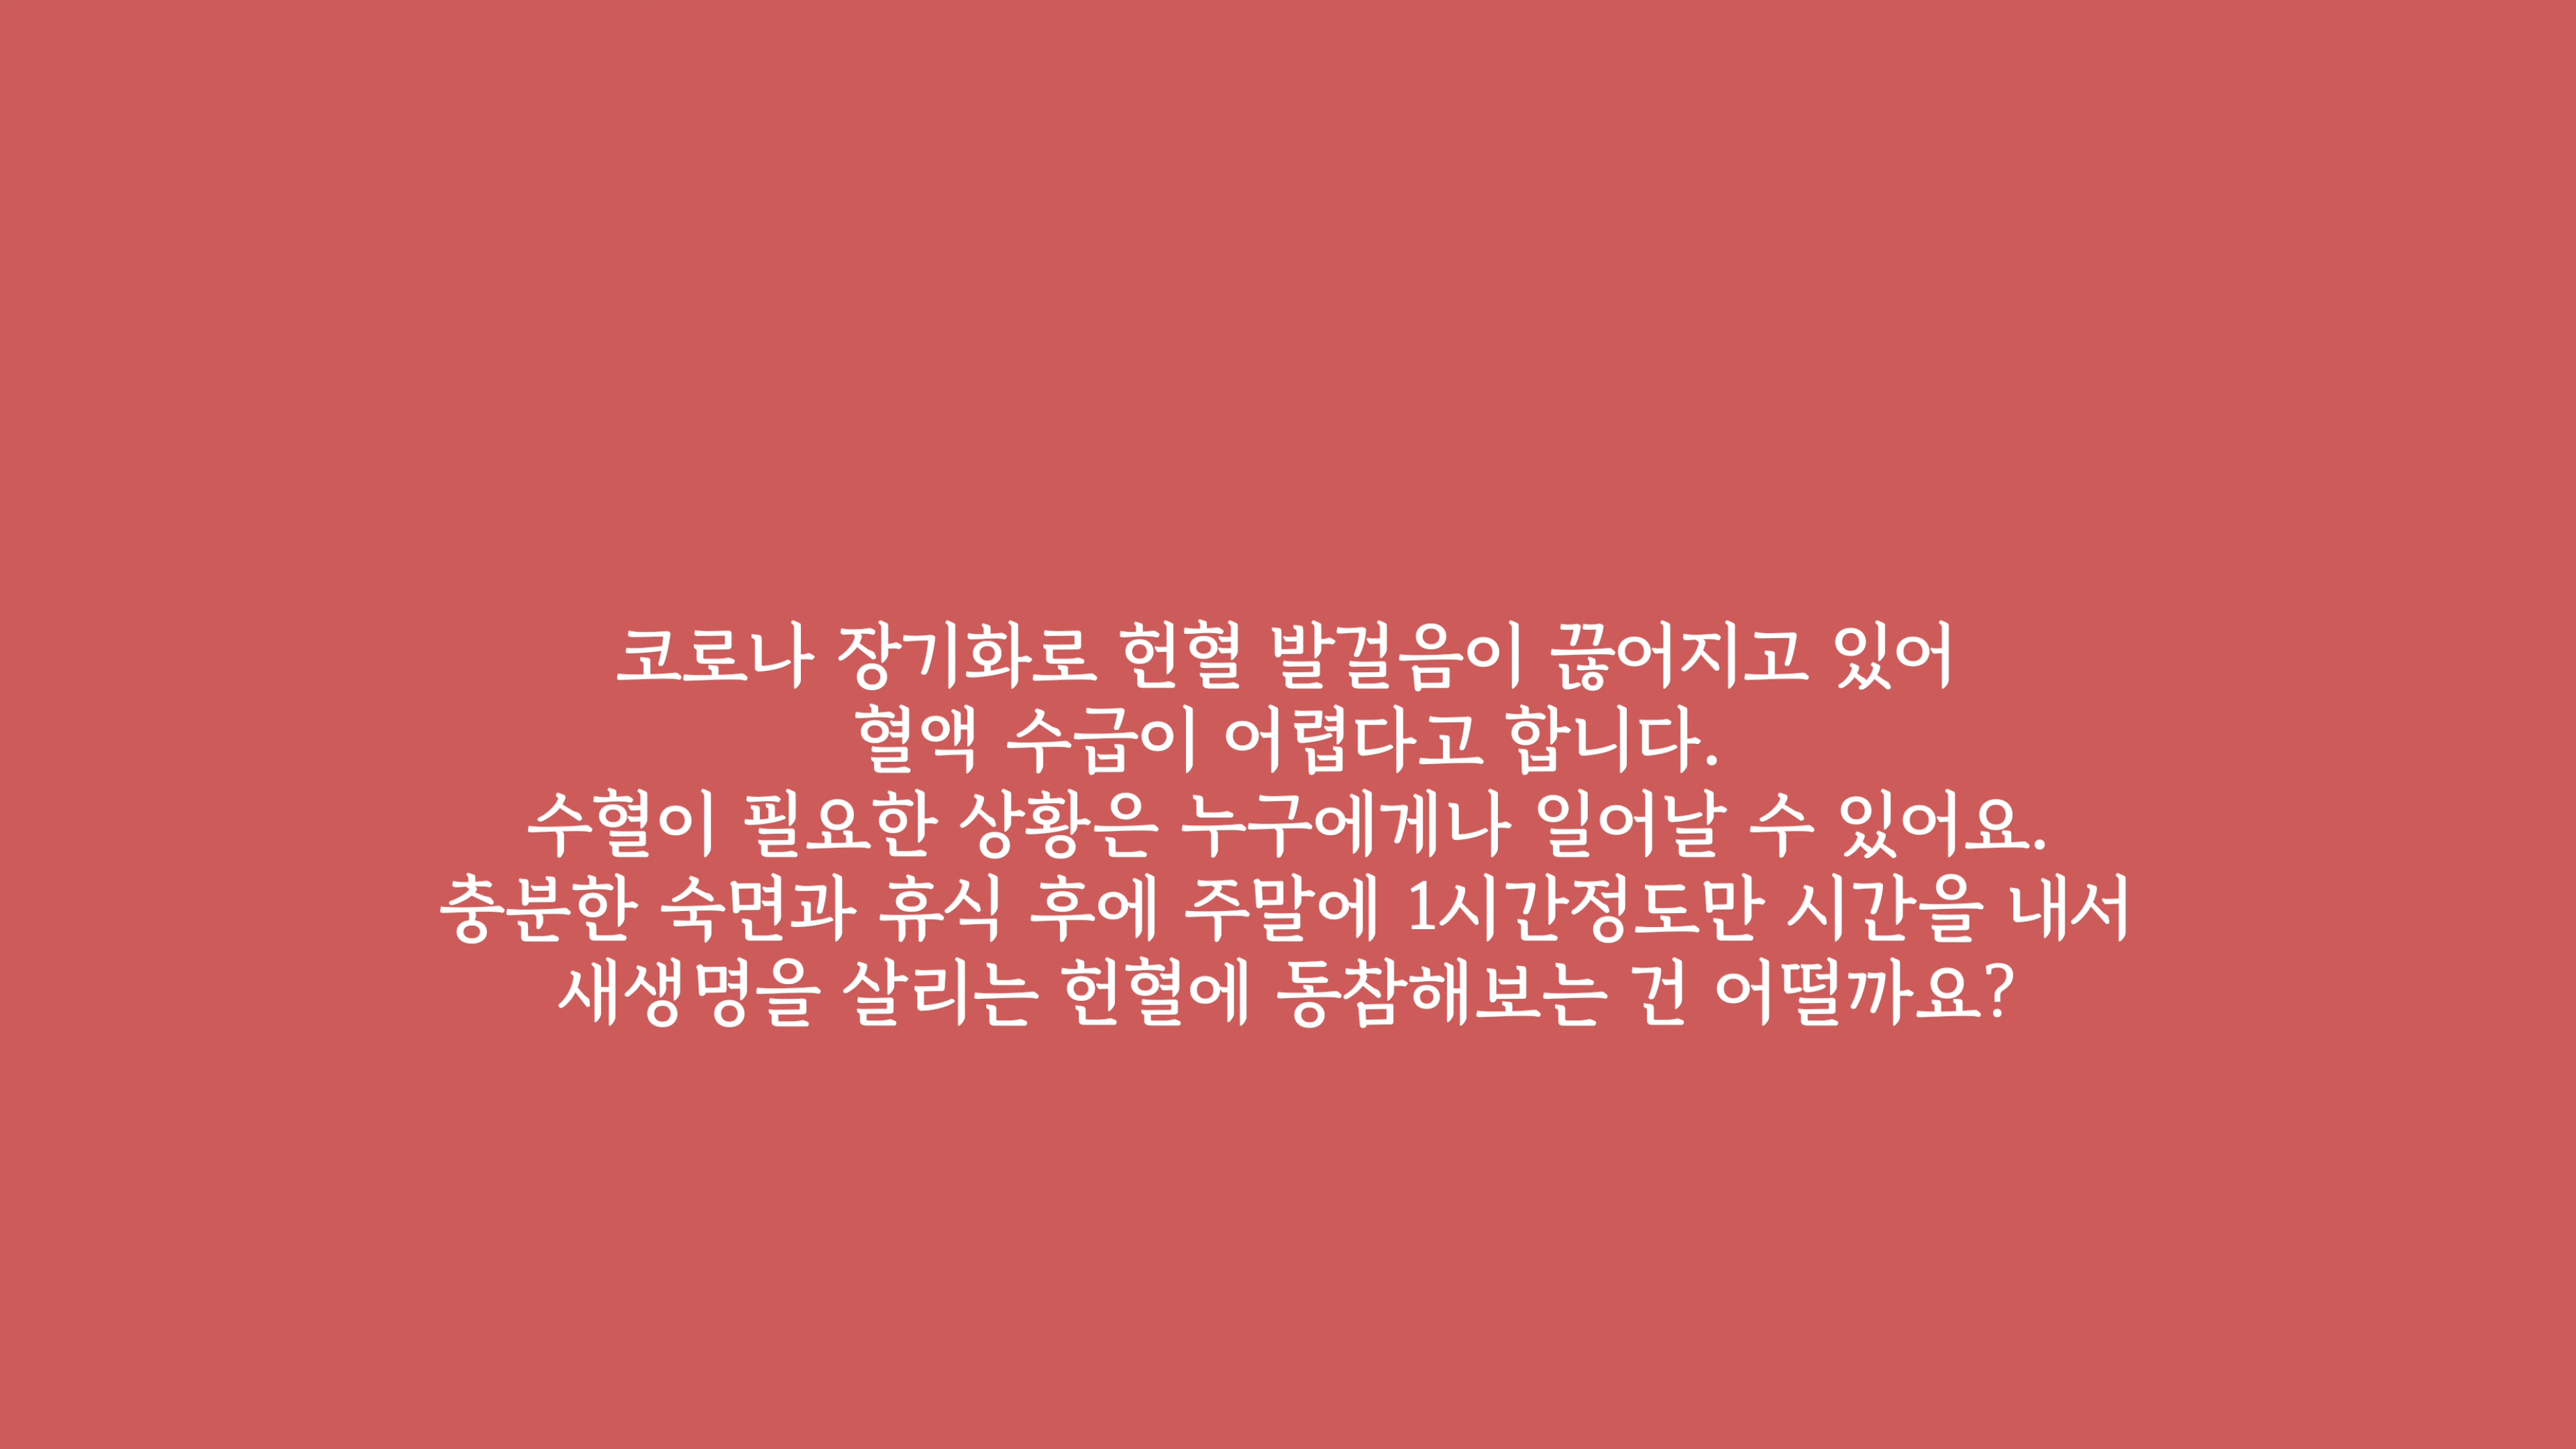 코로나 장기화로 헌혈 발걸음이 끊어지고 있어
혈액 수급이 어렵다고 합니다.
수혈이 필요한 상황은 누구에게나 일어날 수 있어요.
충분한 숙면과 휴식 후에 주말에 1시간정도만 시간을 내서
새생명을 살리는 헌혈에 동참해보는 건 어떨까요?